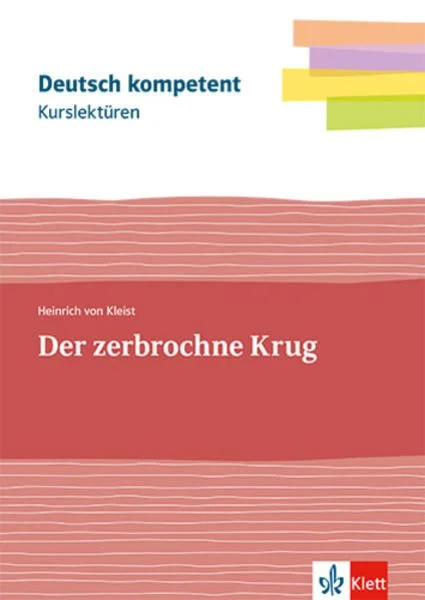 Deutsch kompetent
Kurslektüren
Heinrich von Kleist
Der zerbrochne Krug
Klett